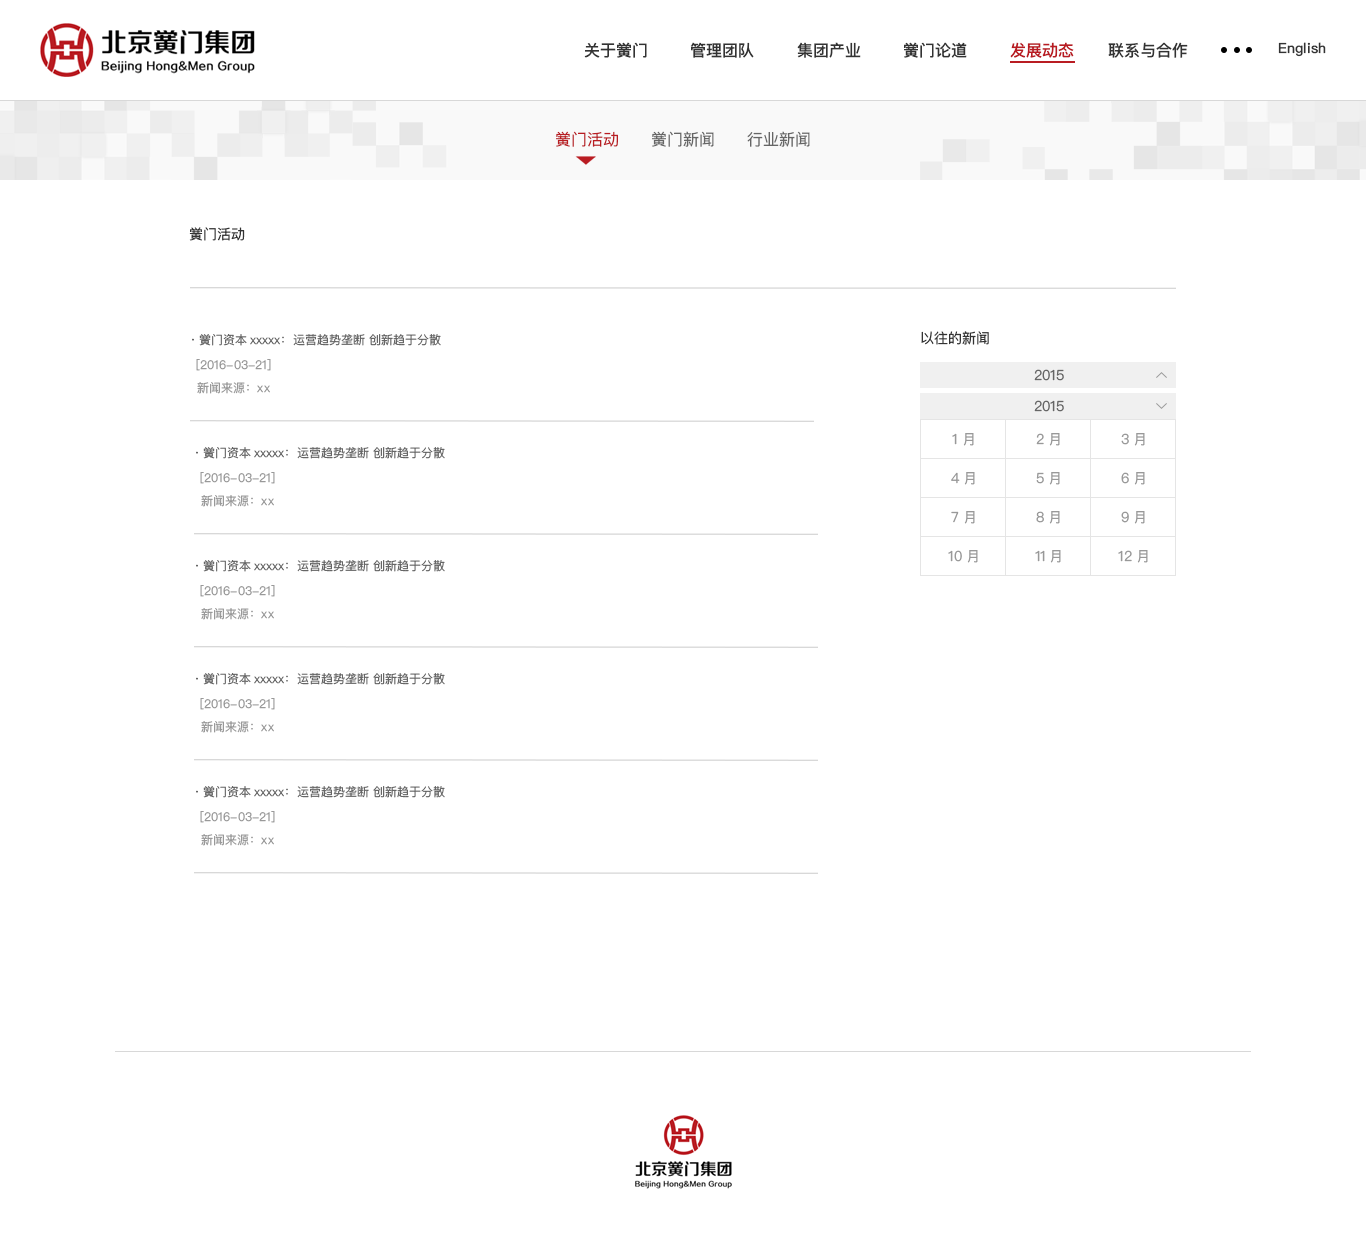 北京黉门集团
Beijing Hong&Men Group
关于黉门 管理团队 集团产业 黉门论道 发展动态 联系与合作 ••• English
黉门活动 黉门新闻 行业新闻
黉门活动
· 黉门资本 xxxxx：运营趋势垄断 创新趋于分散
[2016-03-21]
新闻来源：xx
· 黉门资本 xxxxx：运营趋势垄断 创新趋于分散
[2016-03-21]
新闻来源：xx
· 黉门资本 xxxxx：运营趋势垄断 创新趋于分散
[2016-03-21]
新闻来源：xx
· 黉门资本 xxxxx：运营趋势垄断 创新趋于分散
[2016-03-21]
新闻来源：xx
· 黉门资本 xxxxx：运营趋势垄断 创新趋于分散
[2016-03-21]
新闻来源：xx
以往的新闻
2015
2015
1 月 2 月 3 月
4 月 5 月 6 月
7 月 8 月 9 月
10 月 11 月 12 月
北京黉门集团
Beijing Hong&Men Group